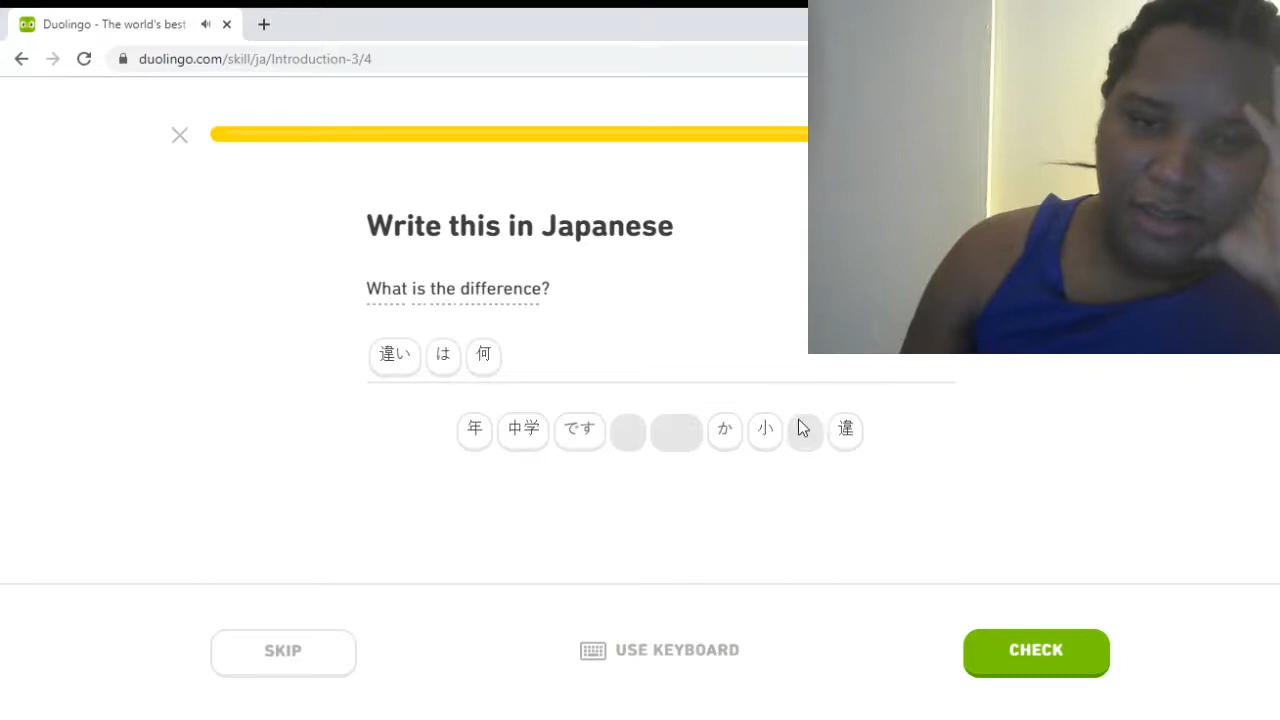 Duolingo - The world's best
duolingo.com/skill/ja/Introduction-3/4
Write this in Japanese
What is the difference?
違い は 何
年 中学 です か 小 違
SKIP
USE KEYBOARD
CHECK